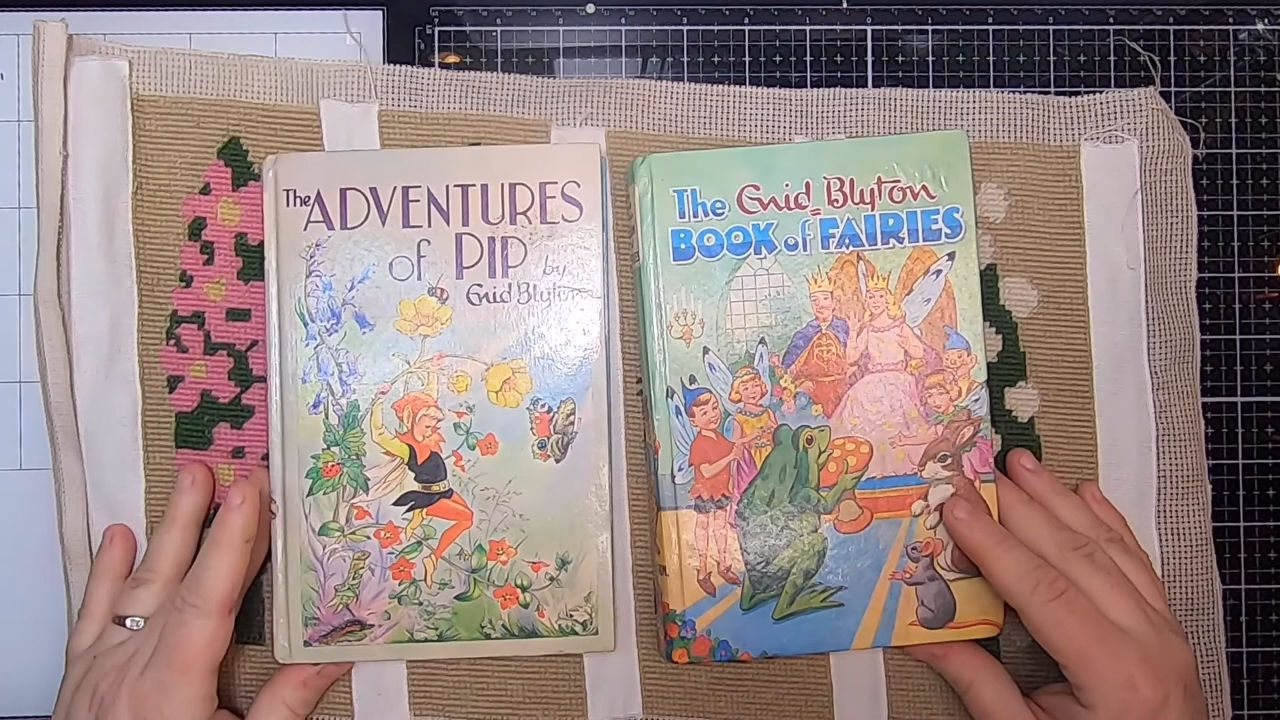 The ADVENTURES
of PIP by
Enid Blyton
The Enid Blyton
BOOK of FAIRIES